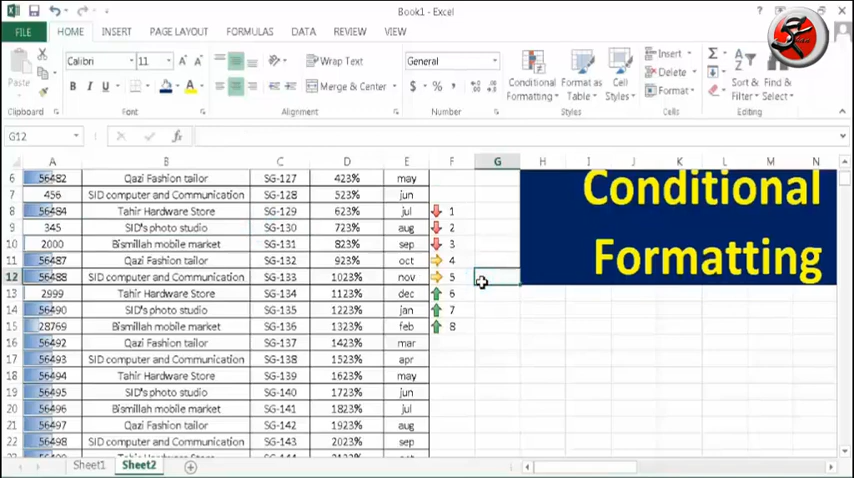 Book1 - Excel
FILE HOME INSERT PAGE LAYOUT FORMULAS DATA REVIEW VIEW
Calibri 11 Wrap Text General Insert Σ
Paste Conditional Format as Cell Delete Sort & Find &
B I U A Merge & Center $ % Formatting Table Styles Format Filter Select
Clipboard Font Alignment Number Styles Cells Editing
G12 fx
A B C D E F G H I J K L M N
6 56482 Qazi Fashion tailor SG-127 423% may
7 456 SID computer and Communication SG-128 523% jun
8 56484 Tahir Hardware Store SG-129 623% jul 1
9 345 SID's photo studio SG-130 723% aug 2
10 2000 Bismillah mobile market SG-131 823% sep 3
11 56487 Qazi Fashion tailor SG-132 923% oct 4
12 56488 SID computer and Communication SG-133 1023% nov 5
13 2999 Tahir Hardware Store SG-134 1123% dec 6
14 56490 SID's photo studio SG-135 1223% jan 7
15 28769 Bismillah mobile market SG-136 1323% feb 8
16 56492 Qazi Fashion tailor SG-137 1423% mar
17 56493 SID computer and Communication SG-138 1523% apr
18 56494 Tahir Hardware Store SG-139 1623% may
19 56495 SID's photo studio SG-140 1723% jun
20 56496 Bismillah mobile market SG-141 1823% jul
21 56497 Qazi Fashion tailor SG-142 1923% aug
22 56498 SID computer and Communication SG-143 2023% sep
Conditional
Formatting
Sheet1 Sheet2